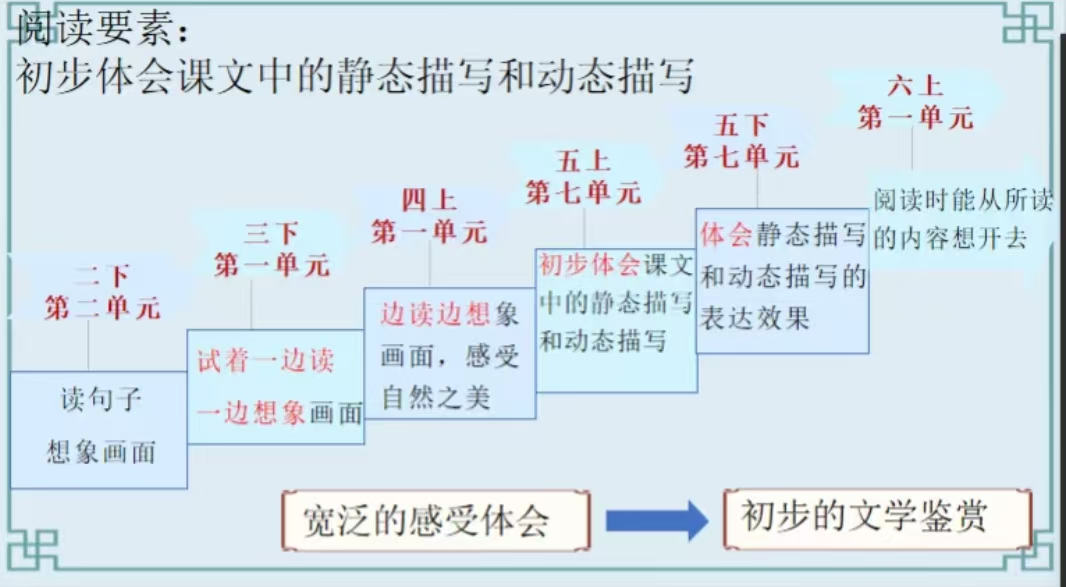 阅读要素：
初步体会课文中的静态描写和动态描写
二下
第二单元
读句子
想象画面
三下
第一单元
试着一边读
一边想象画面
四上
第一单元
边读边想象
画面，感受
自然之美
五上
第七单元
初步体会课文
中的静态描写
和动态描写
五下
第七单元
体会静态描写
和动态描写的
表达效果
六上
第一单元
阅读时能从所读
的内容想开去
宽泛的感受体会
初步的文学鉴赏